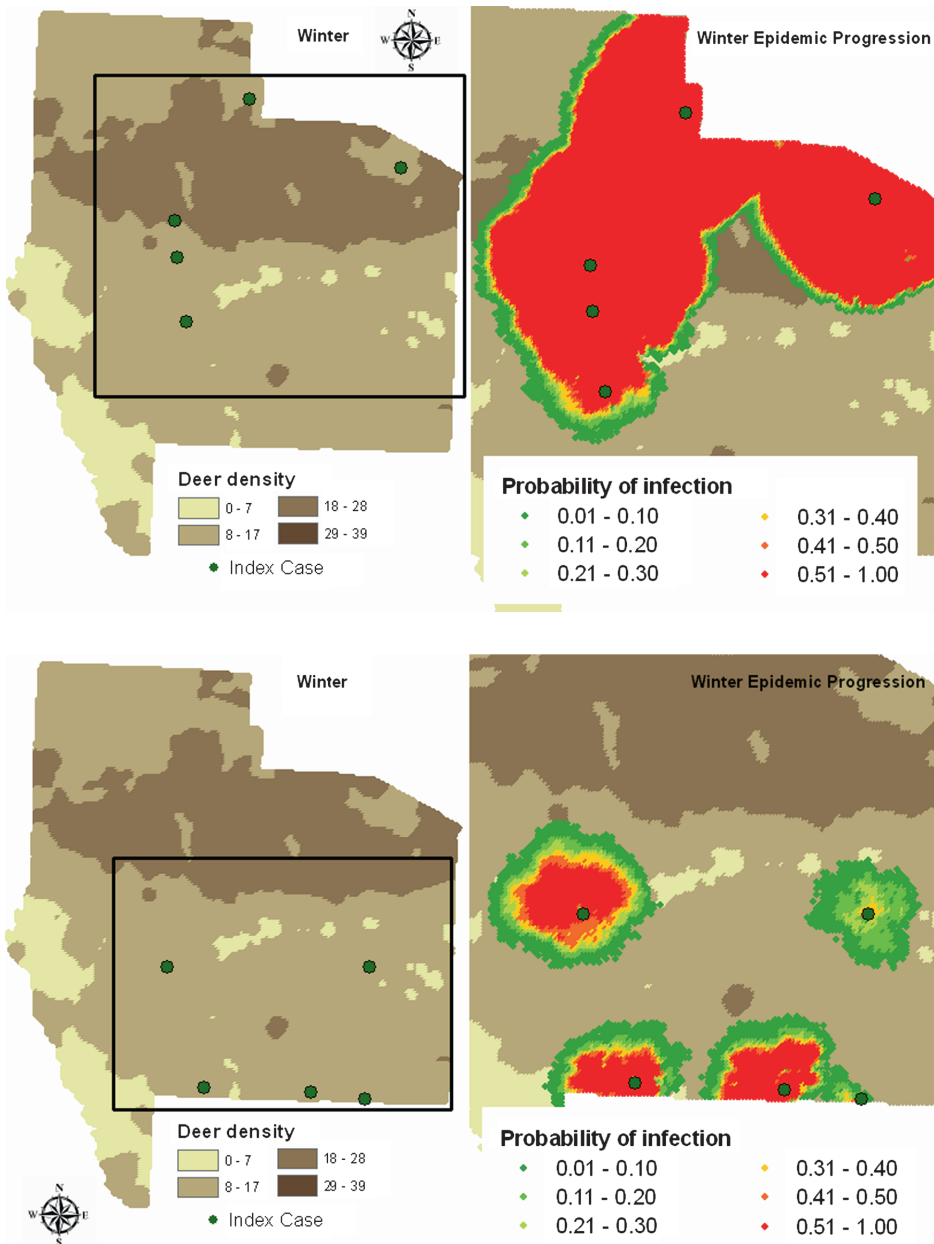 Winter
N
W E
S
Winter Epidemic Progression
Deer density
0 - 7
18 - 28
8 - 17
29 - 39
Index Case
Probability of infection
0.01 - 0.10
0.31 - 0.40
0.11 - 0.20
0.41 - 0.50
0.21 - 0.30
0.51 - 1.00
Winter
Winter Epidemic Progression
Deer density
0 - 7
18 - 28
8 - 17
29 - 39
Index Case
N
W E
S
Probability of infection
0.01 - 0.10
0.31 - 0.40
0.11 - 0.20
0.41 - 0.50
0.21 - 0.30
0.51 - 1.00